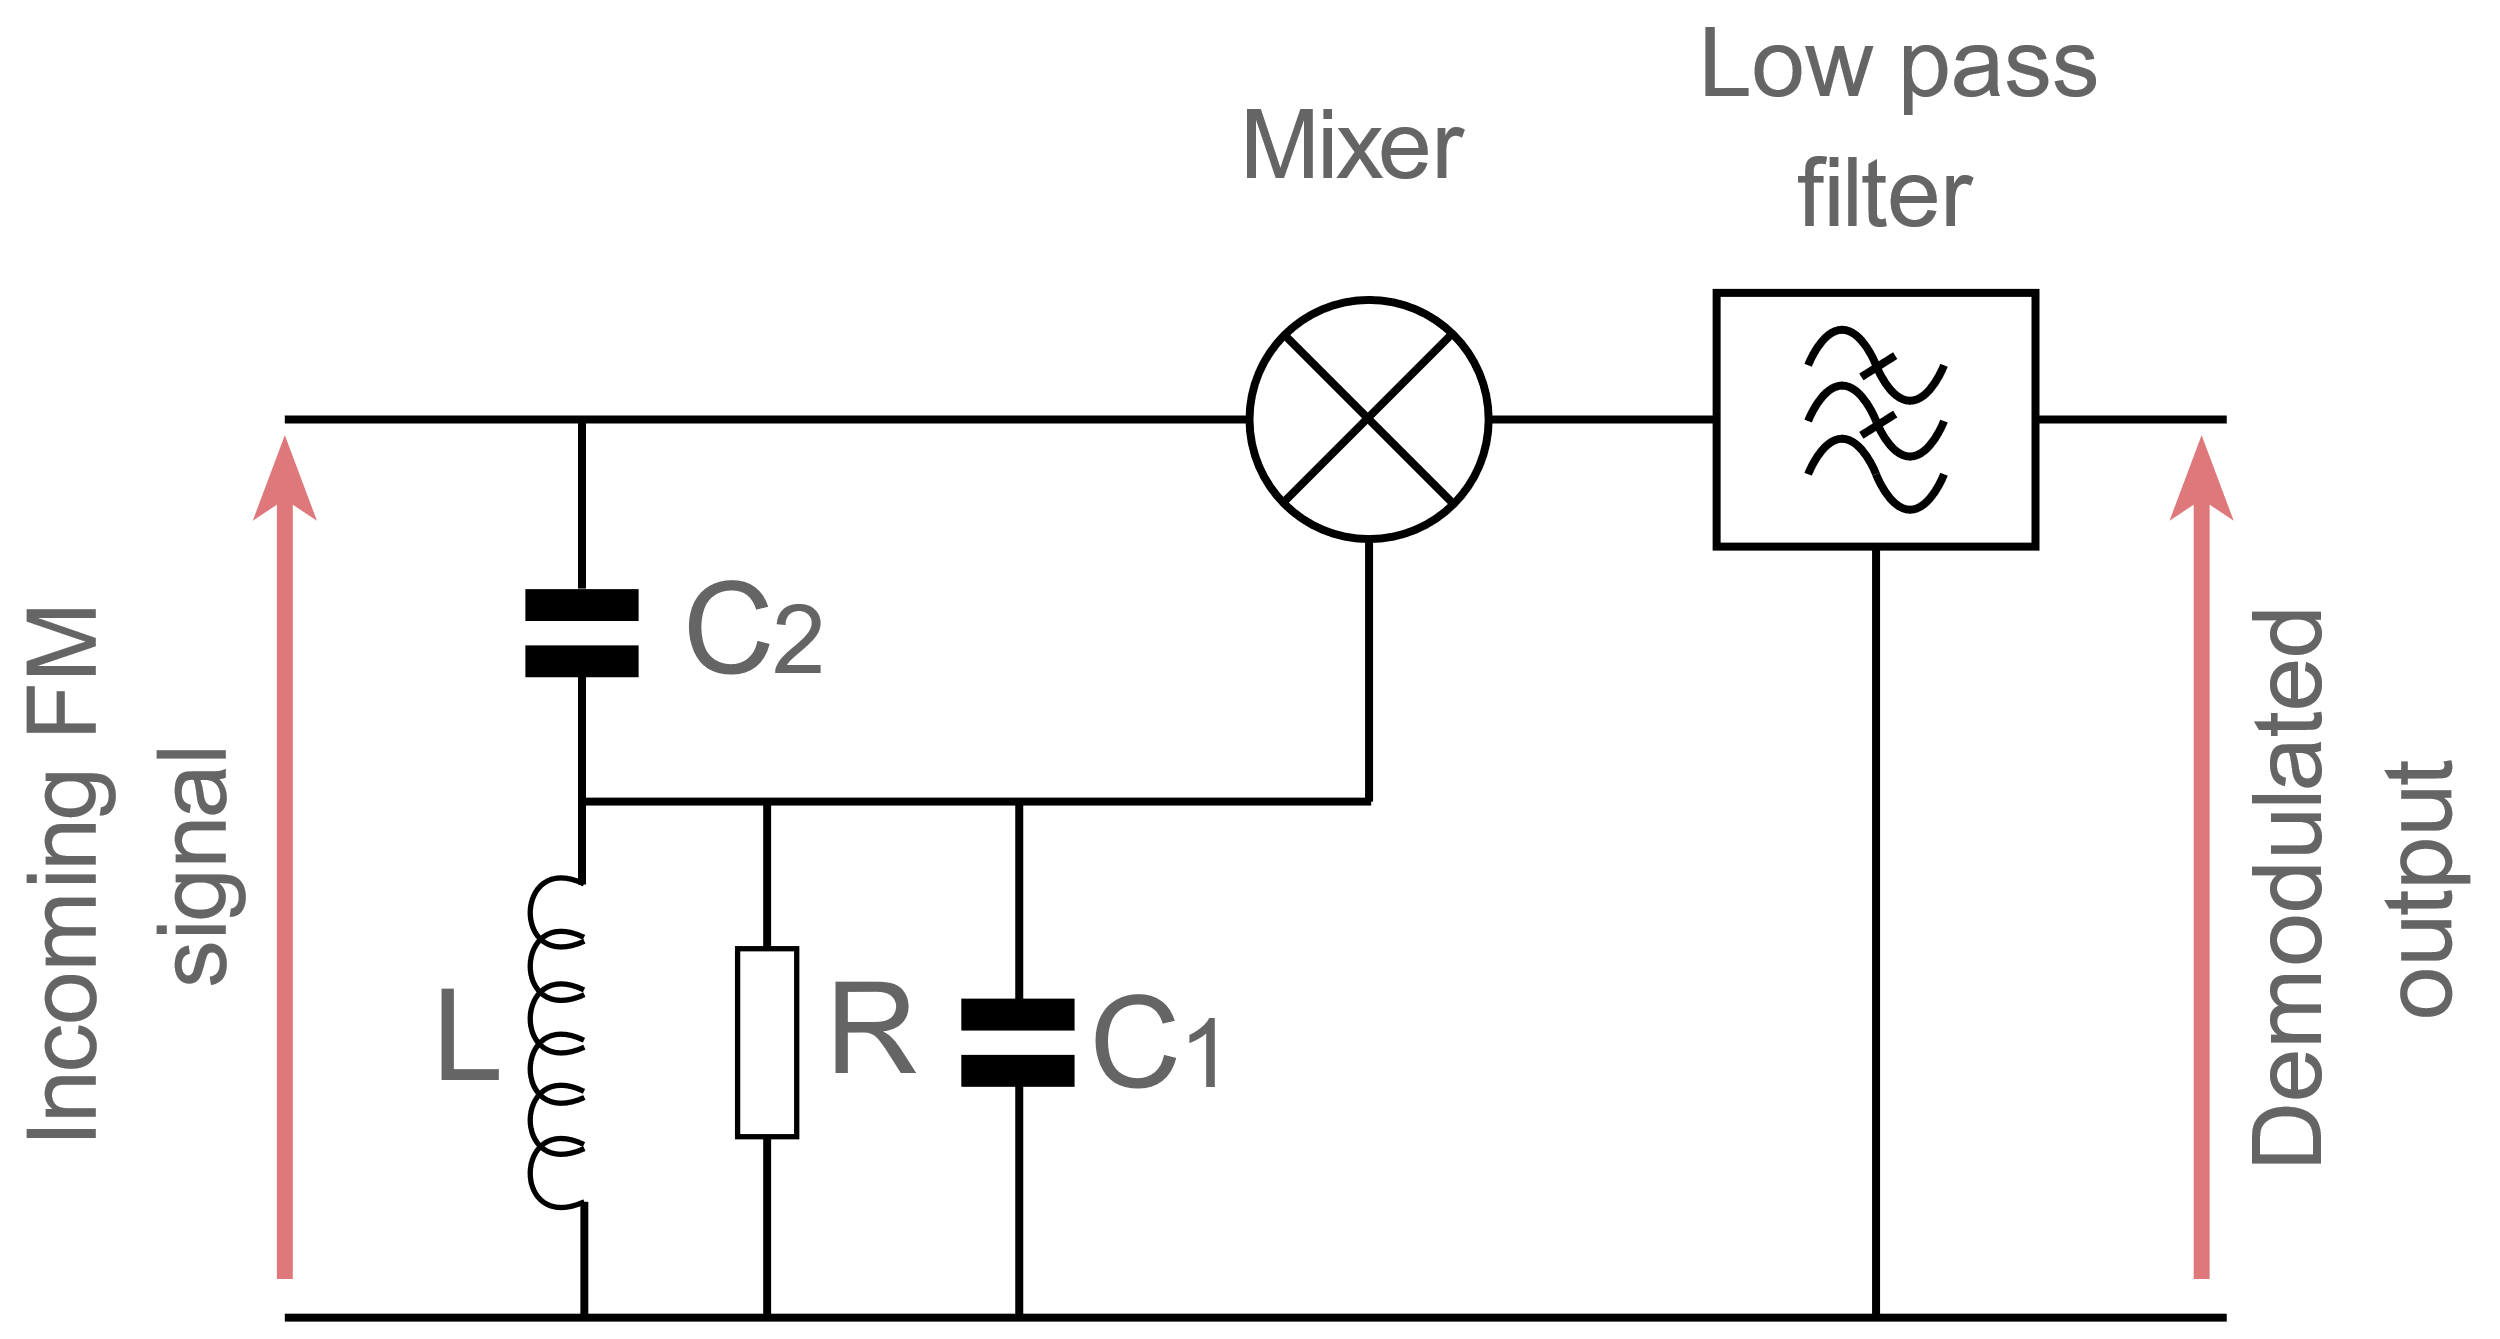 Low pass
filter
Mixer
Incoming FM
signal
C2
L
R
C1
Demodulated
output